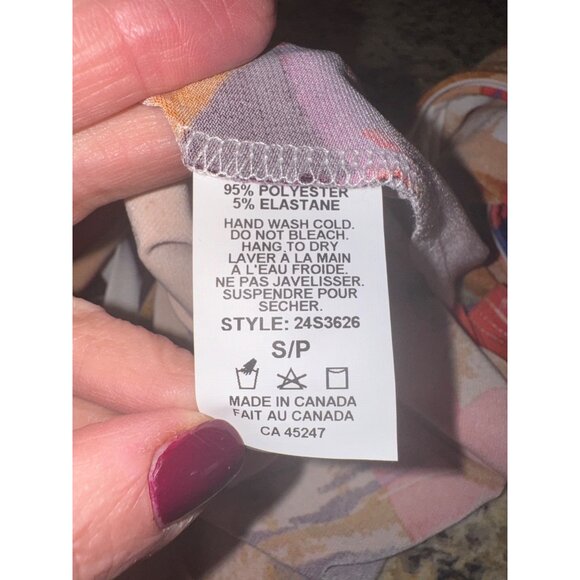 95% POLYESTER
5% ELASTANE
HAND WASH COLD.
DO NOT BLEACH.
HANG TO DRY
LAVER À LA MAIN
A L'EAU FROIDE.
NE PAS JAVELISSER.
SUSPENDRE POUR
SÉCHER.
STYLE: 24S3626
S/P
MADE IN CANADA
FAIT AU CANADA
CA 45247